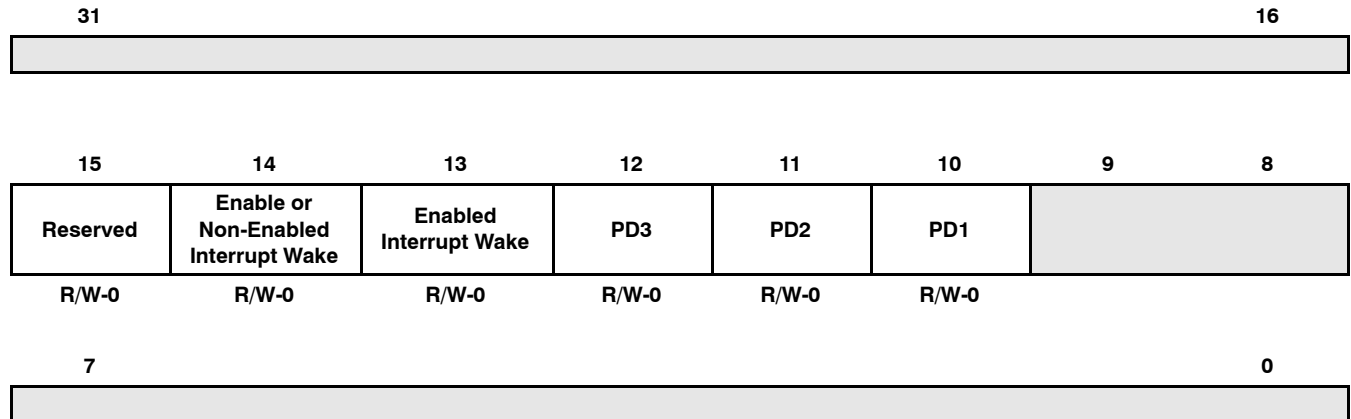 31 16
15 14 13 12 11 10 9 8
Reserved
Enable or
Non-Enabled
Interrupt Wake
Enabled
Interrupt Wake
PD3
PD2
PD1
R/W-0 R/W-0 R/W-0 R/W-0 R/W-0 R/W-0
7 0